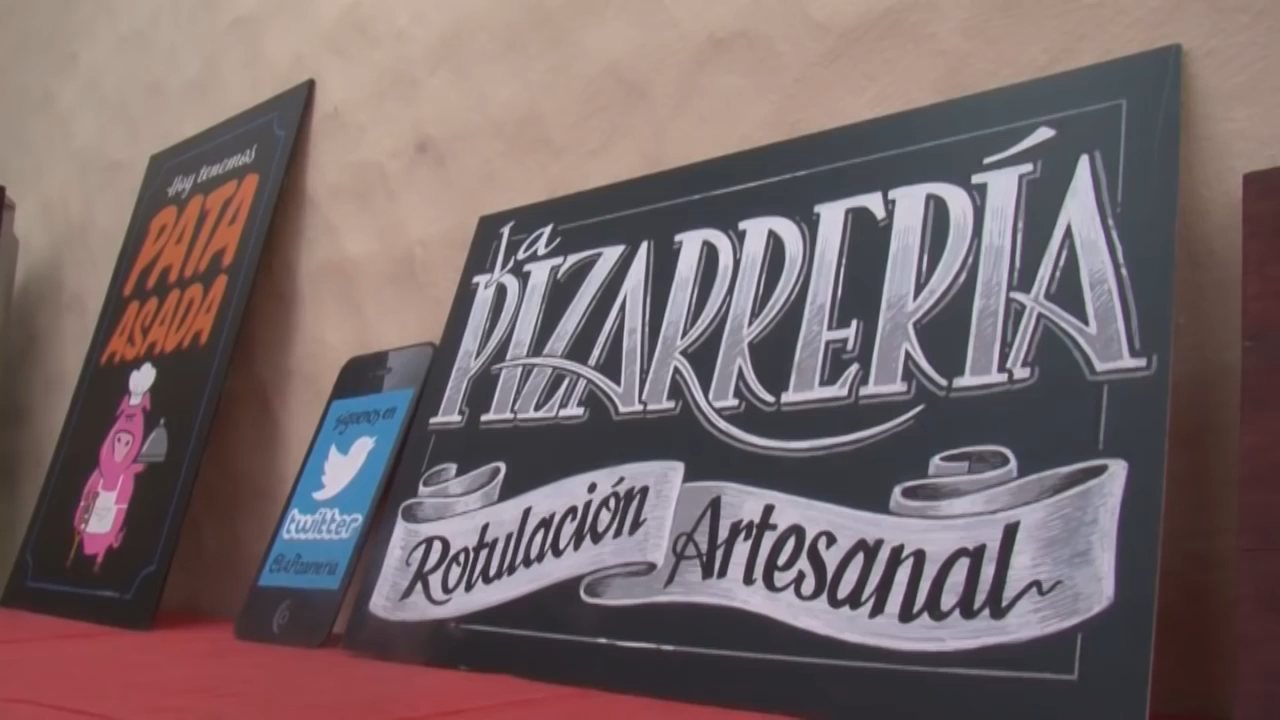 Hoy tenemos
PATA
ASADA
síguenos en
twitter
@LaPizarreria
La
PIZARRERÍA
Rotulación Artesanal